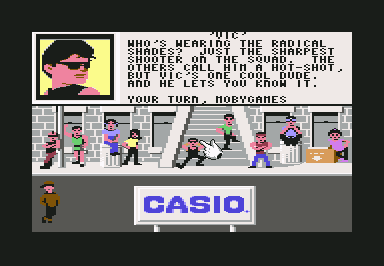 'VIC'
WHO'S WEARING THE RADICAL
SHADES? JUST THE SHARPEST
SHOOTER ON THE SQUAD. THE
OTHERS CALL HIM A HOT-SHOT,
BUT VIC'S ONE COOL DUDE.
AND HE LETS YOU KNOW IT.
YOUR TURN, MOBYGAMES
CASIO.